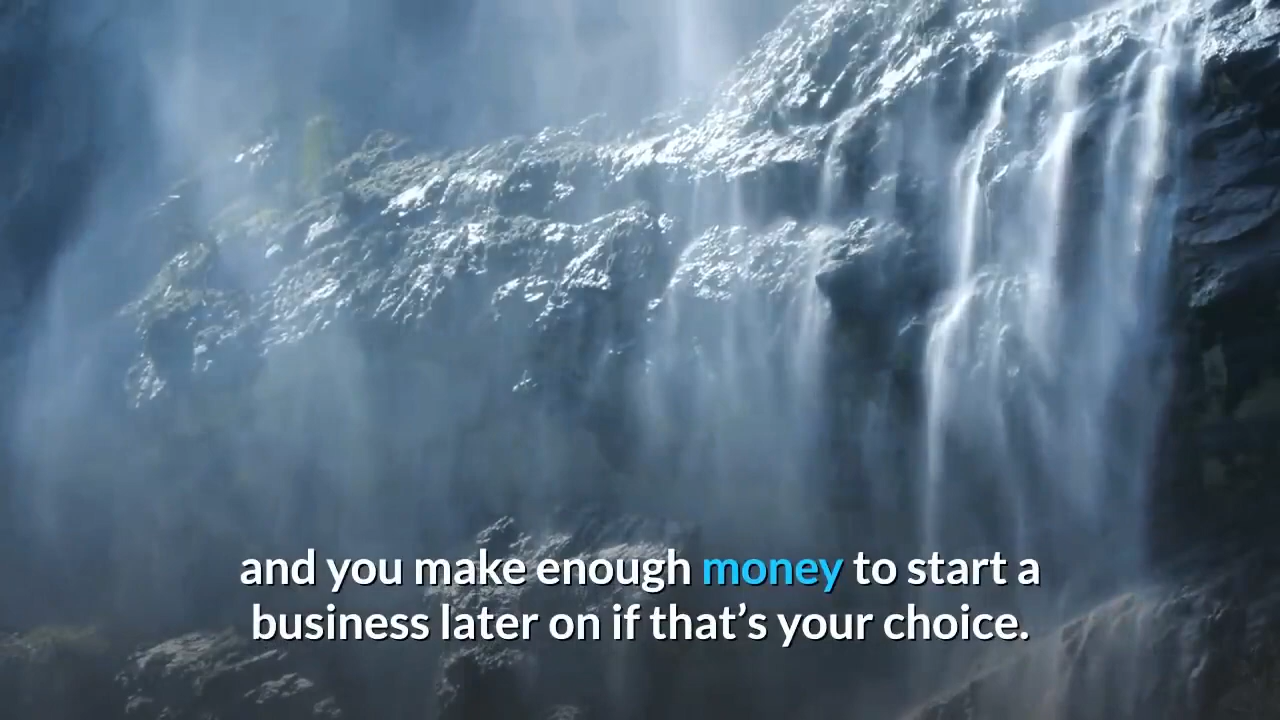 and you make enough money to start a
business later on if that’s your choice.